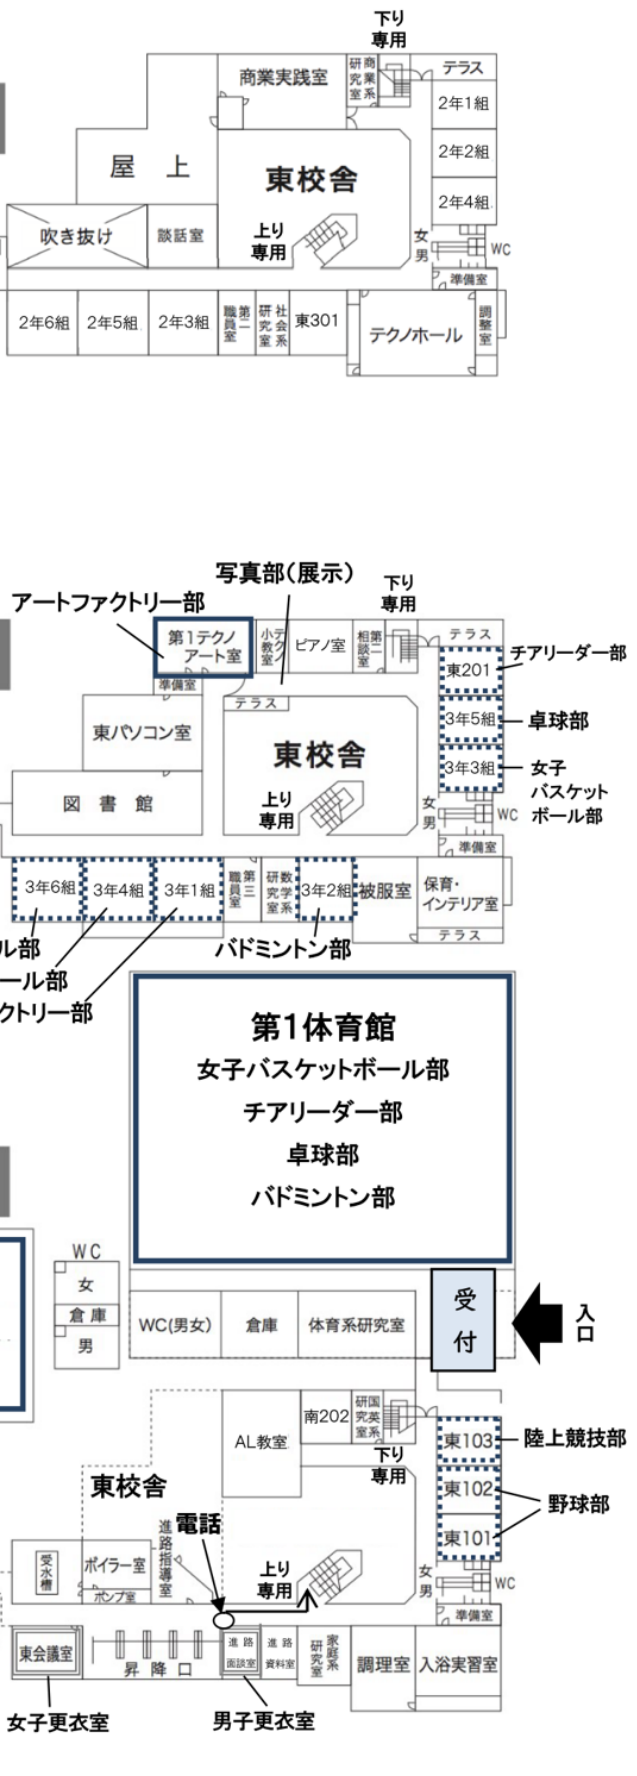 下り
専用
商業実践室
商業系
研究室
テラス
2年1組
2年2組
2年4組
屋上
東校舎
吹き抜け
談話室
上り
専用
女
男
WC
準備室
2年6組
2年5組
2年3組
第二
職員室
社会系
研究室
東301
テクノホール
調整室
写真部(展示)
下り
専用
アートファクトリー部
第1テクノ
アート室
テクノ
小教室
ピアノ室
第二
相談室
テラス
チアリーダー部
東201
準備室
テラス
3年5組
卓球部
東パソコン室
東校舎
3年3組
女子
バスケット
ボール部
図書館
上り
専用
女
男
WC
準備室
3年6組
3年4組
3年1組
第三
職員室
数学系
研究室
3年2組
被服室
保育・
インテリア室
テラス
ル部
バドミントン部
ール部
クトリー部
第1体育館
女子バスケットボール部
チアリーダー部
卓球部
バドミントン部
WC
女
倉庫
男
WC(男女)
倉庫
体育系研究室
受付
入口
南202
国英系
研究室
AL教室
下り
専用
東103
陸上競技部
東校舎
東102
野球部
電話
東101
進路指導室
受水槽
ボイラー室
ポンプ室
上り
専用
女
男
WC
準備室
東会議室
昇降口
進路
面談室
進路
資料室
家庭系
研究室
調理室
入浴実習室
女子更衣室
男子更衣室